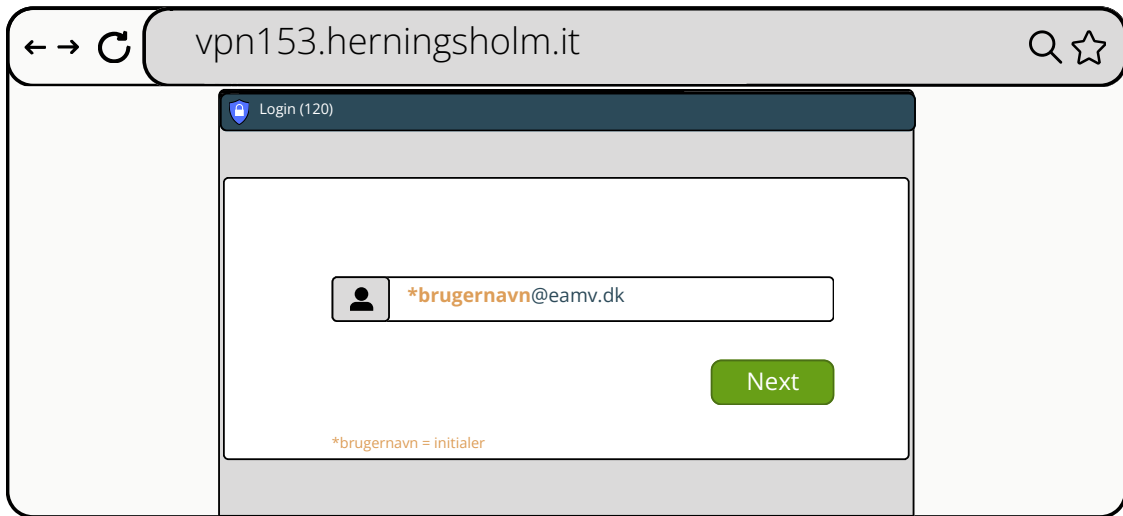 vpn153.herningsholm.it
Login (120)
*brugernavn@eamv.dk
Next
*brugernavn = initialer